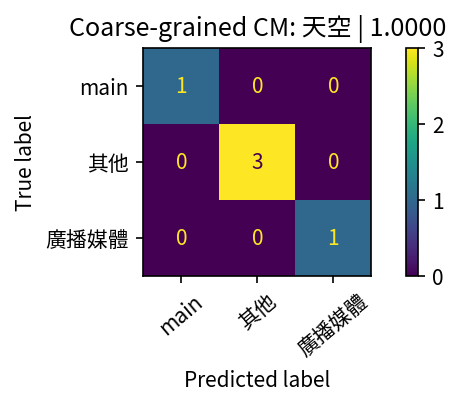 Coarse-grained CM: 天空 | 1.0000
True label
main 1 0 0
其他 0 3 0
廣播媒體 0 0 1
main 其他 廣播媒體
Predicted label
3
2
1
0